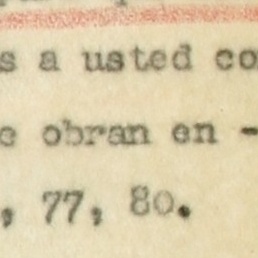 s a usted co
e obran en -
, 77, 80.